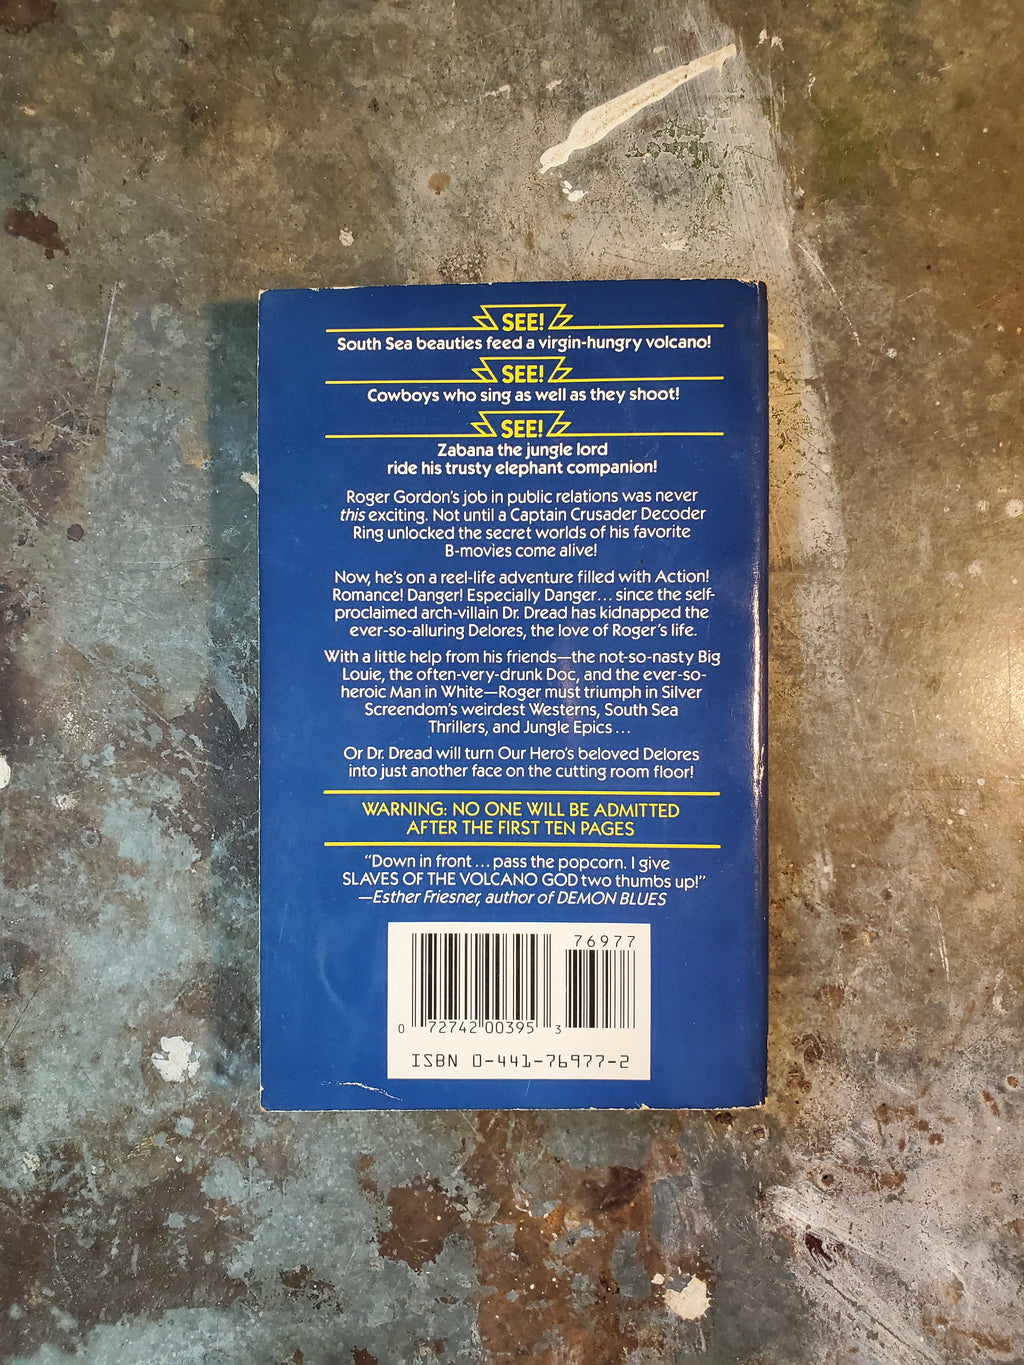 SEE!
South Sea beauties feed a virgin-hungry volcano!
SEE!
Cowboys who sing as well as they shoot!
SEE!
Zabana the jungle lord
ride his trusty elephant companion!
Roger Gordon's job in public relations was never
this exciting. Not until a Captain Crusader Decoder
Ring unlocked the secret worlds of his favorite
B-movies come alive!
Now, he's on a reel-life adventure filled with Action!
Romance! Danger! Especially Danger... since the self-
proclaimed arch-villain Dr. Dread has kidnapped the
ever-so-alluring Delores, the love of Roger's life.
With a little help from his friends—the not-so-nasty Big
Louie, the often-very-drunk Doc, and the ever-so-
heroic Man in White—Roger must triumph in Silver
Screendom's weirdest Westerns, South Sea
Thrillers, and Jungle Epics...
Or Dr. Dread will turn Our Hero's beloved Delores
into just another face on the cutting room floor!
WARNING: NO ONE WILL BE ADMITTED
AFTER THE FIRST TEN PAGES
"Down in front... pass the popcorn. I give
SLAVES OF THE VOLCANO GOD two thumbs up!"
—Esther Friesner, author of DEMON BLUES
76977
0 72742 00395 3
ISBN 0-441-76977-2